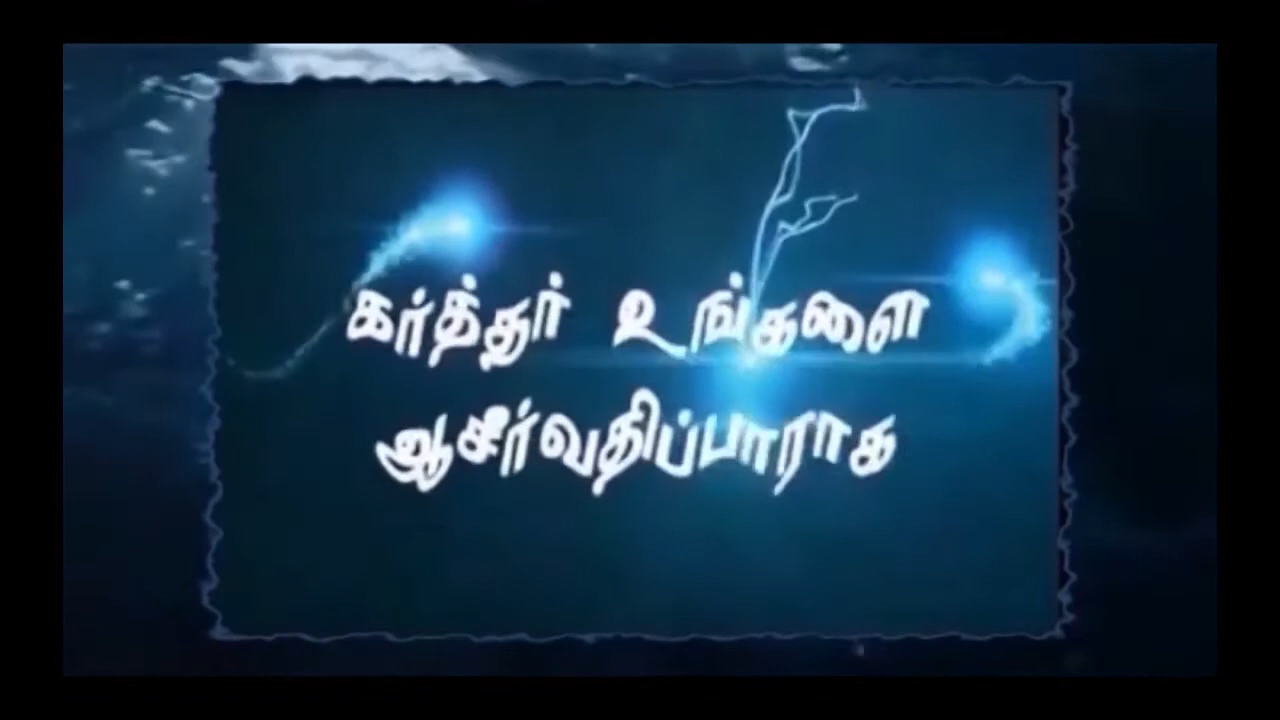 கர்த்தர் உங்களை
ஆசீர்வதிப்பாராக